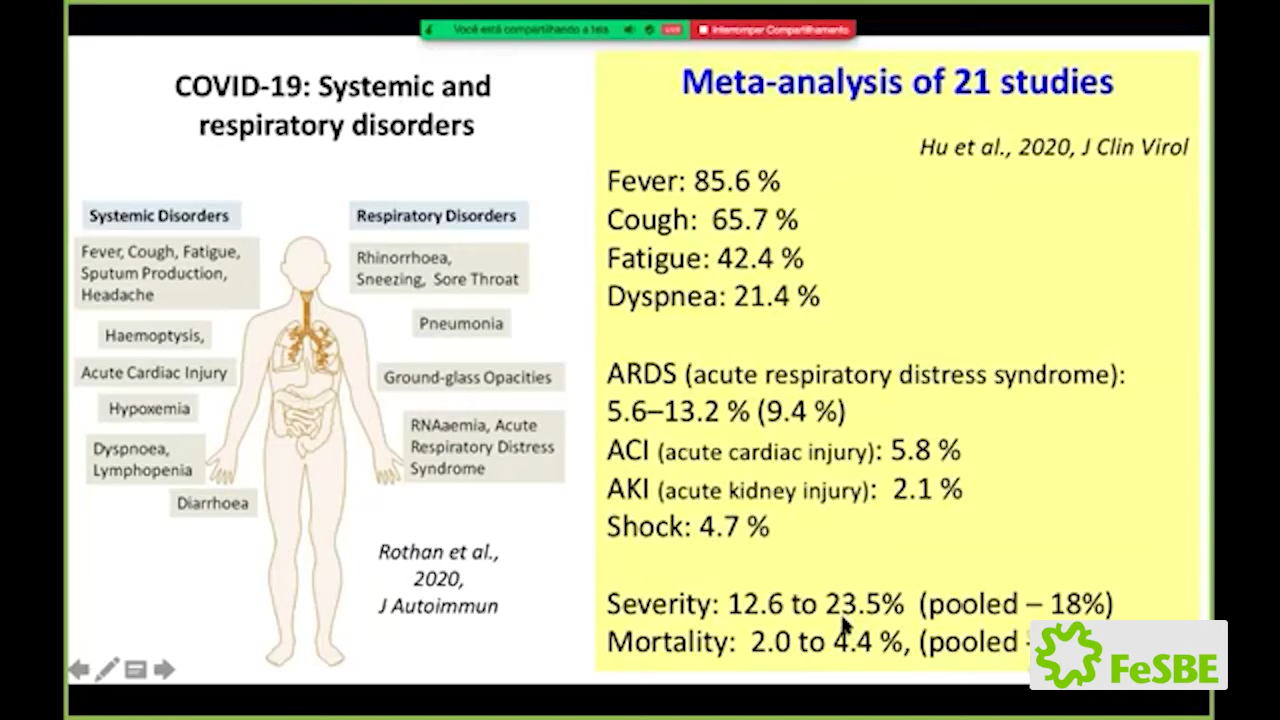 Você está compartilhando a tela LIVE Interromper Compartilhamento
COVID-19: Systemic and
respiratory disorders
Systemic Disorders
Fever, Cough, Fatigue,
Sputum Production,
Headache
Haemoptysis,
Acute Cardiac Injury
Hypoxemia
Dyspnoea,
Lymphopenia
Diarrhoea
Respiratory Disorders
Rhinorrhoea,
Sneezing, Sore Throat
Pneumonia
Ground-glass Opacities
RNAaemia, Acute
Respiratory Distress
Syndrome
Rothan et al.,
2020,
J Autoimmun
Meta-analysis of 21 studies
Hu et al., 2020, J Clin Virol
Fever: 85.6 %
Cough: 65.7 %
Fatigue: 42.4 %
Dyspnea: 21.4 %
ARDS (acute respiratory distress syndrome):
5.6–13.2 % (9.4 %)
ACI (acute cardiac injury): 5.8 %
AKI (acute kidney injury): 2.1 %
Shock: 4.7 %
Severity: 12.6 to 23.5% (pooled – 18%)
Mortality: 2.0 to 4.4 %, (pooled
FeSBE